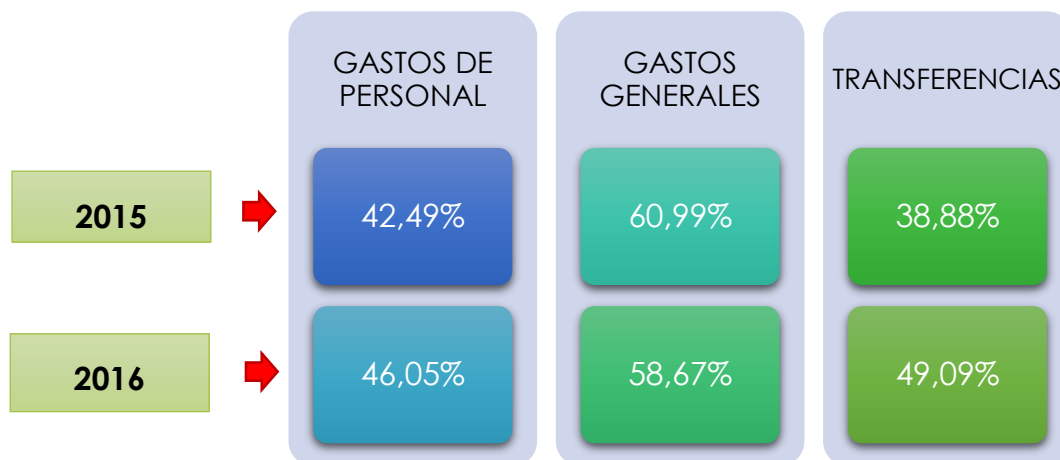 GASTOS DE
PERSONAL
GASTOS
GENERALES
TRANSFERENCIAS
2015
42,49%
60,99%
38,88%
2016
46,05%
58,67%
49,09%